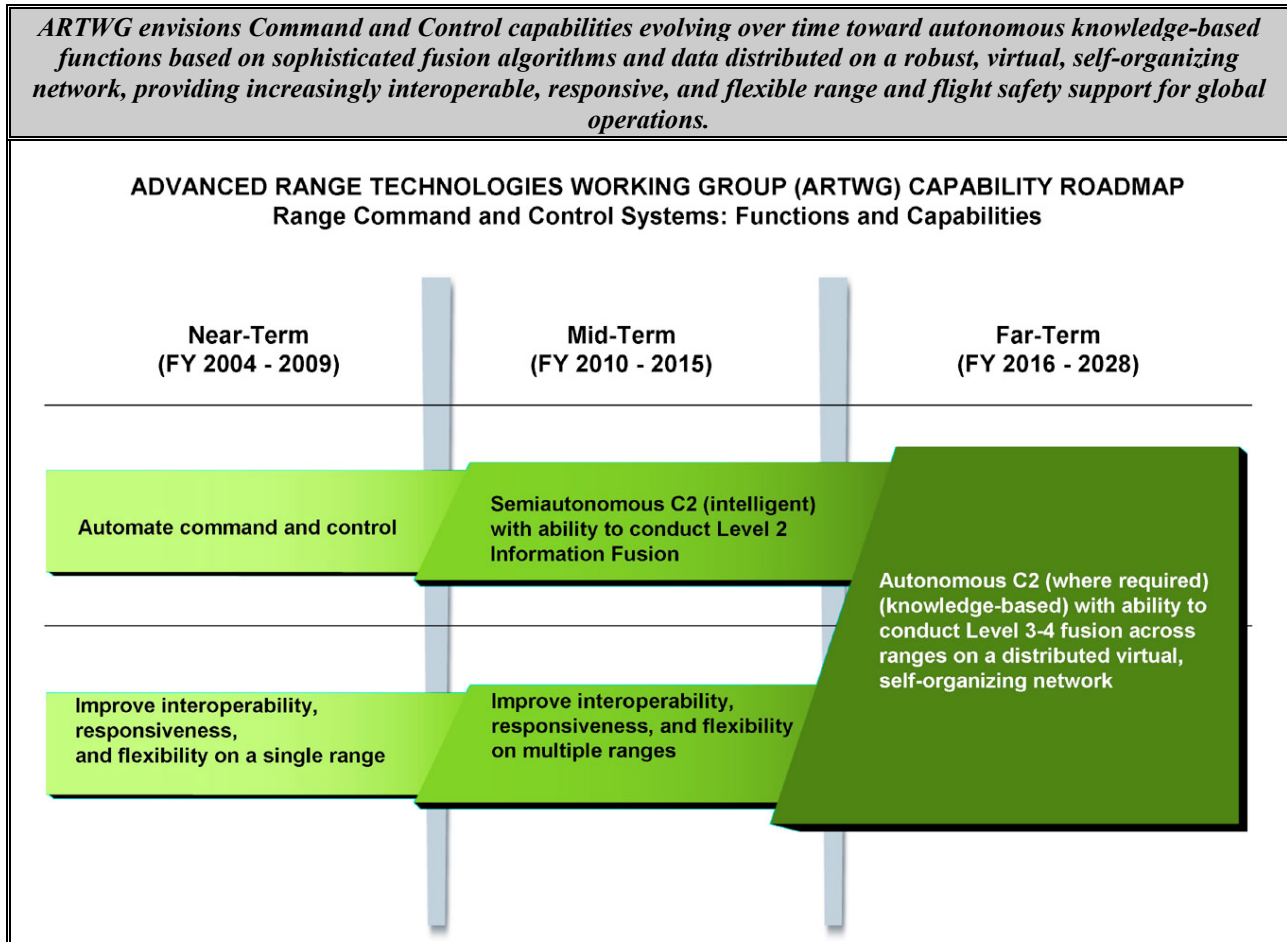 ARTWG envisions Command and Control capabilities evolving over time toward autonomous knowledge-based
functions based on sophisticated fusion algorithms and data distributed on a robust, virtual, self-organizing
network, providing increasingly interoperable, responsive, and flexible range and flight safety support for global
operations.
ADVANCED RANGE TECHNOLOGIES WORKING GROUP (ARTWG) CAPABILITY ROADMAP
Range Command and Control Systems: Functions and Capabilities
Near-Term
(FY 2004 - 2009)
Mid-Term
(FY 2010 - 2015)
Far-Term
(FY 2016 - 2028)
Automate command and control
Semiautonomous C2 (intelligent)
with ability to conduct Level 2
Information Fusion
Autonomous C2 (where required)
(knowledge-based) with ability to
conduct Level 3-4 fusion across
ranges on a distributed virtual,
self-organizing network
Improve interoperability,
responsiveness,
and flexibility on a single range
Improve interoperability,
responsiveness, and flexibility
on multiple ranges